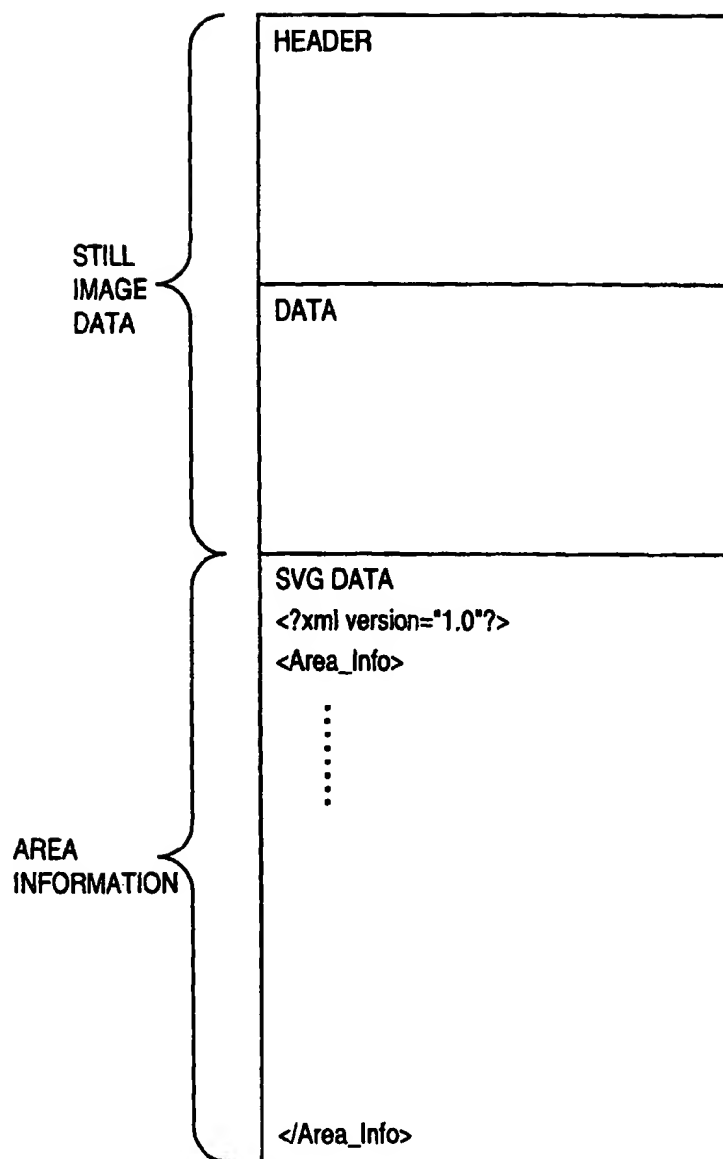 HEADER
STILL
IMAGE
DATA
DATA
SVG DATA
<?xml version="1.0"?>
<Area_Info>
AREA
INFORMATION
</Area_Info>